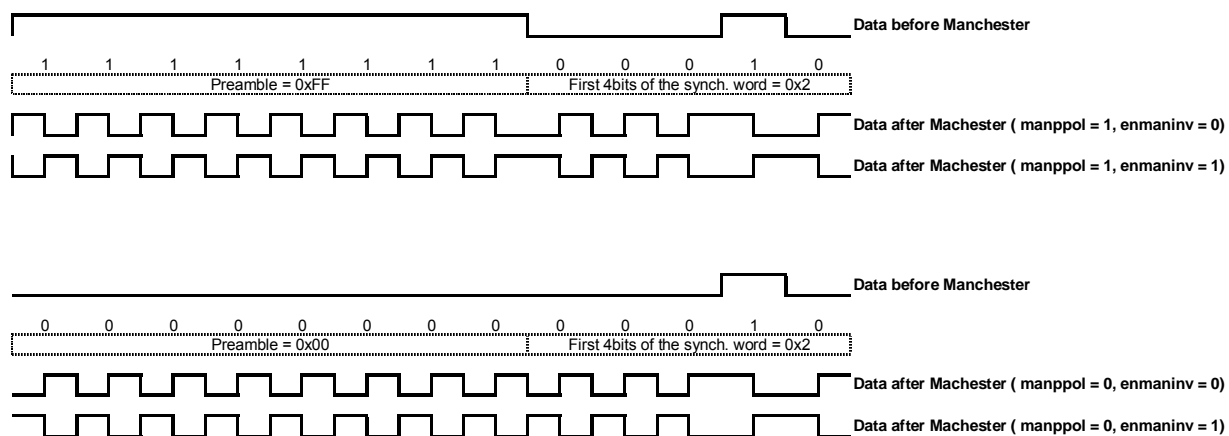 Data before Manchester
1 1 1 1 1 1 1 1 0 0 0 1 0
Preamble = 0xFF First 4bits of the synch. word = 0x2
Data after Machester ( manppol = 1, enmaninv = 0)
Data after Machester ( manppol = 1, enmaninv = 1)
Data before Manchester
0 0 0 0 0 0 0 0 0 0 0 1 0
Preamble = 0x00 First 4bits of the synch. word = 0x2
Data after Machester ( manppol = 0, enmaninv = 0)
Data after Machester ( manppol = 0, enmaninv = 1)